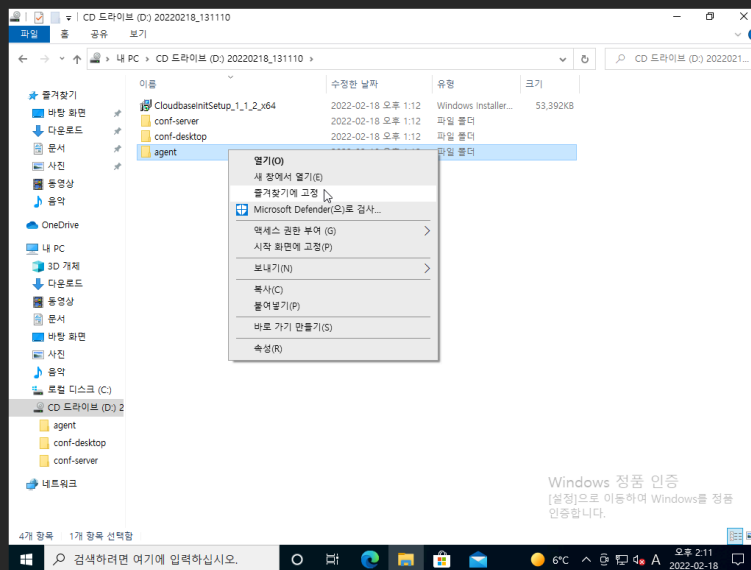 CD 드라이브 (D:) 20220218_131110
파일 홈 공유 보기
내 PC > CD 드라이브 (D:) 20220218_131110 >
CD 드라이브 (D:) 2022021...
이름 수정한 날짜 유형 크기
CloudbaseInitSetup_1_1_2_x64 2022-02-18 오후 1:12 Windows Installer... 53,392KB
conf-server 2022-02-18 오후 1:12 파일 폴더
conf-desktop 2022-02-18 오후 1:12 파일 폴더
agent 파일 폴더
즐겨찾기
바탕 화면
다운로드
문서
사진
동영상
음악
OneDrive
내 PC
3D 개체
다운로드
동영상
문서
바탕 화면
사진
음악
로컬 디스크 (C:)
CD 드라이브 (D:) 2
agent
conf-desktop
conf-server
네트워크
열기(O)
새 창에서 열기(E)
즐겨찾기에 고정
Microsoft Defender(으)로 검사...
액세스 권한 부여 (G)
시작 화면에 고정(P)
보내기(N)
복사(C)
붙여넣기(P)
바로 가기 만들기(S)
속성(R)
Windows 정품 인증
[설정]으로 이동하여 Windows를 정품
인증합니다.
4개 항목 1개 항목 선택함
검색하려면 여기에 입력하십시오.
6°C
A
오후 2:11
2022-02-18